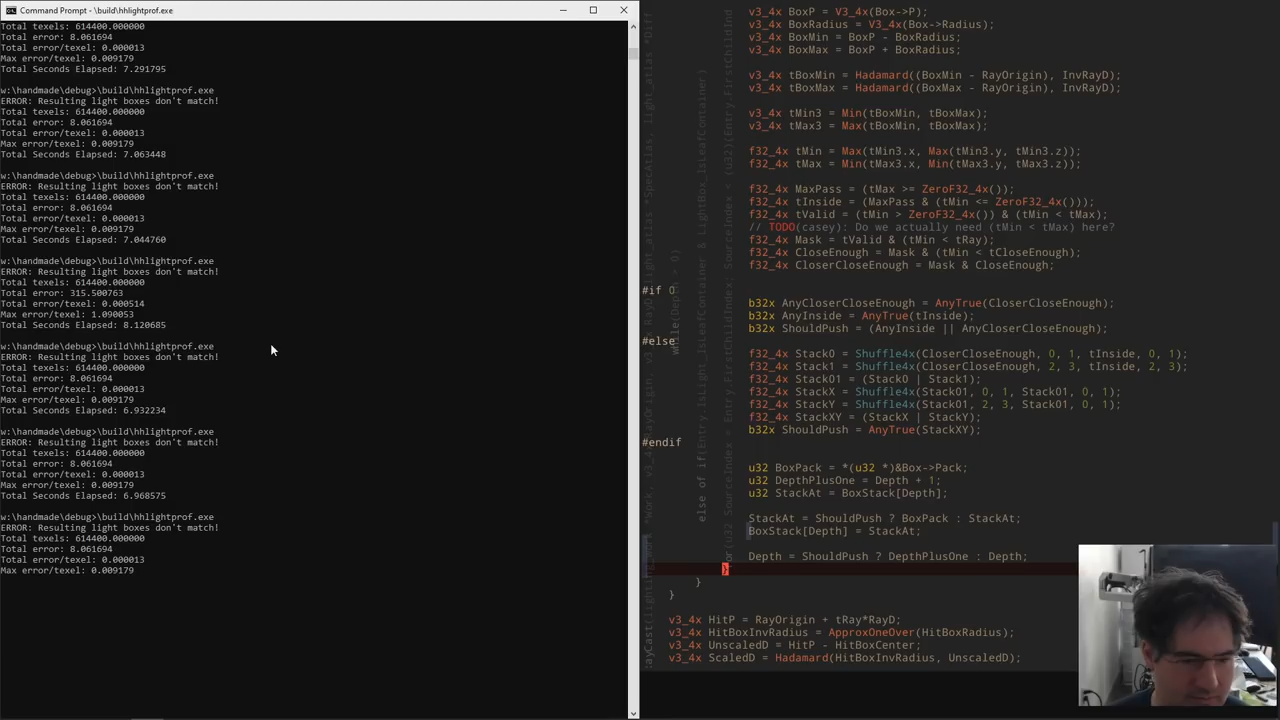 Command Prompt - \build\hhlightprof.exe
Total texels: 614400.000000
Total error: 8.061694
Total error/texel: 0.000013
Max error/texel: 0.009179
Total Seconds Elapsed: 7.291795
w:\handmade\debug>\build\hhlightprof.exe
ERROR: Resulting light boxes don't match!
Total texels: 614400.000000
Total error: 8.061694
Total error/texel: 0.000013
Max error/texel: 0.009179
Total Seconds Elapsed: 7.063448
w:\handmade\debug>\build\hhlightprof.exe
ERROR: Resulting light boxes don't match!
Total texels: 614400.000000
Total error: 8.061694
Total error/texel: 0.000013
Max error/texel: 0.009179
Total Seconds Elapsed: 7.044760
w:\handmade\debug>\build\hhlightprof.exe
ERROR: Resulting light boxes don't match!
Total texels: 614400.000000
Total error: 315.500763
Total error/texel: 0.000514
Max error/texel: 1.090053
Total Seconds Elapsed: 8.120685
w:\handmade\debug>\build\hhlightprof.exe
ERROR: Resulting light boxes don't match!
Total texels: 614400.000000
Total error: 8.061694
Total error/texel: 0.000013
Max error/texel: 0.009179
Total Seconds Elapsed: 6.932234
w:\handmade\debug>\build\hhlightprof.exe
ERROR: Resulting light boxes don't match!
Total texels: 614400.000000
Total error: 8.061694
Total error/texel: 0.000013
Max error/texel: 0.009179
Total Seconds Elapsed: 6.968575
w:\handmade\debug>\build\hhlightprof.exe
ERROR: Resulting light boxes don't match!
Total texels: 614400.000000
Total error: 8.061694
Total error/texel: 0.000013
Max error/texel: 0.009179
v3_4x BoxP = V3_4x(Box->P);
v3_4x BoxRadius = V3_4x(Box->Radius);
v3_4x BoxMin = BoxP - BoxRadius;
v3_4x BoxMax = BoxP + BoxRadius;
v3_4x tBoxMin = Hadamard((BoxMin - RayOrigin), InvRayD);
v3_4x tBoxMax = Hadamard((BoxMax - RayOrigin), InvRayD);
v3_4x tMin3 = Min(tBoxMin, tBoxMax);
v3_4x tMax3 = Max(tBoxMin, tBoxMax);
f32_4x tMin = Max(tMin3.x, Max(tMin3.y, tMin3.z));
f32_4x tMax = Min(tMax3.x, Min(tMax3.y, tMax3.z));
f32_4x MaxPass = (tMax >= ZeroF32_4x());
f32_4x tInside = (MaxPass & (tMin <= ZeroF32_4x()));
f32_4x tValid = (tMin > ZeroF32_4x()) & (tMin < tMax);
// TODO(casey): Do we actually need (tMin < tMax) here?
f32_4x Mask = tValid & (tMin < tRay);
f32_4x CloseEnough = Mask & (tMin < tCloseEnough);
f32_4x CloserCloseEnough = Mask & CloseEnough;
#if 0
b32x AnyCloserCloseEnough = AnyTrue(CloserCloseEnough);
b32x AnyInside = AnyTrue(tInside);
b32x ShouldPush = (AnyInside || AnyCloserCloseEnough);
#else
f32_4x Stack0 = Shuffle4x(CloserCloseEnough, 0, 1, tInside, 0, 1);
f32_4x Stack1 = Shuffle4x(CloserCloseEnough, 2, 3, tInside, 2, 3);
f32_4x Stack01 = (Stack0 | Stack1);
f32_4x StackX = Shuffle4x(Stack01, 0, 1, Stack01, 0, 1);
f32_4x StackY = Shuffle4x(Stack01, 2, 3, Stack01, 0, 1);
f32_4x StackXY = (StackX | StackY);
b32x ShouldPush = AnyTrue(StackXY);
#endif
u32 BoxPack = *(u32 *)&Box->Pack;
u32 DepthPlusOne = Depth + 1;
u32 StackAt = BoxStack[Depth];
StackAt = ShouldPush ? BoxPack : StackAt;
BoxStack[Depth] = StackAt;
Depth = ShouldPush ? DepthPlusOne : Depth;
}
}
}
v3_4x HitP = RayOrigin + tRay*RayD;
v3_4x HitBoxInvRadius = ApproxOneOver(HitBoxRadius);
v3_4x UnscaledD = HitP - HitBoxCenter;
v3_4x ScaledD = Hadamard(HitBoxInvRadius, UnscaledD);
while(Depth > 0)